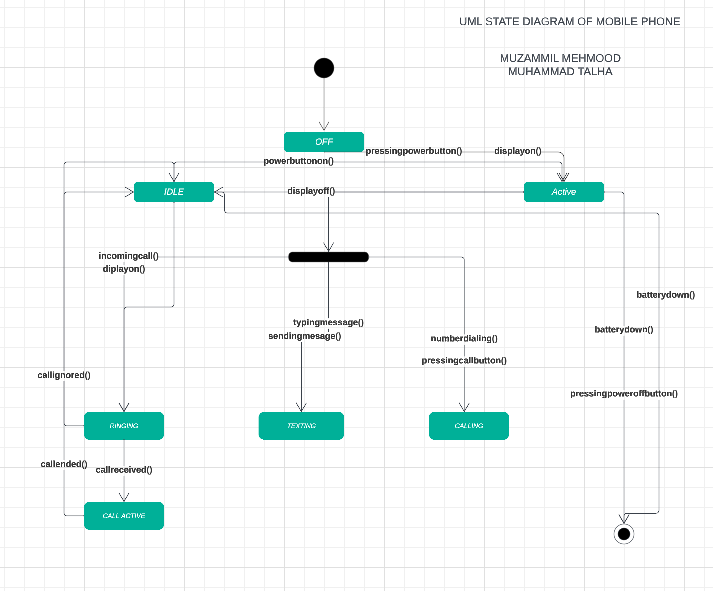 UML STATE DIAGRAM OF MOBILE PHONE
MUZAMMIL MEHMOOD
MUHAMMAD TALHA
OFF
pressingpowerbutton()
displayon()
powerbuttonon()
IDLE
displayoff()
Active
incomingcall()
diplayon()
batterydown()
typingmessage()
batterydown()
sendingmesage()
numberdialing()
pressingcallbutton()
callignored()
pressingpoweroffbutton()
RINGING
TEXTING
CALLING
callended()
callreceived()
CALL ACTIVE